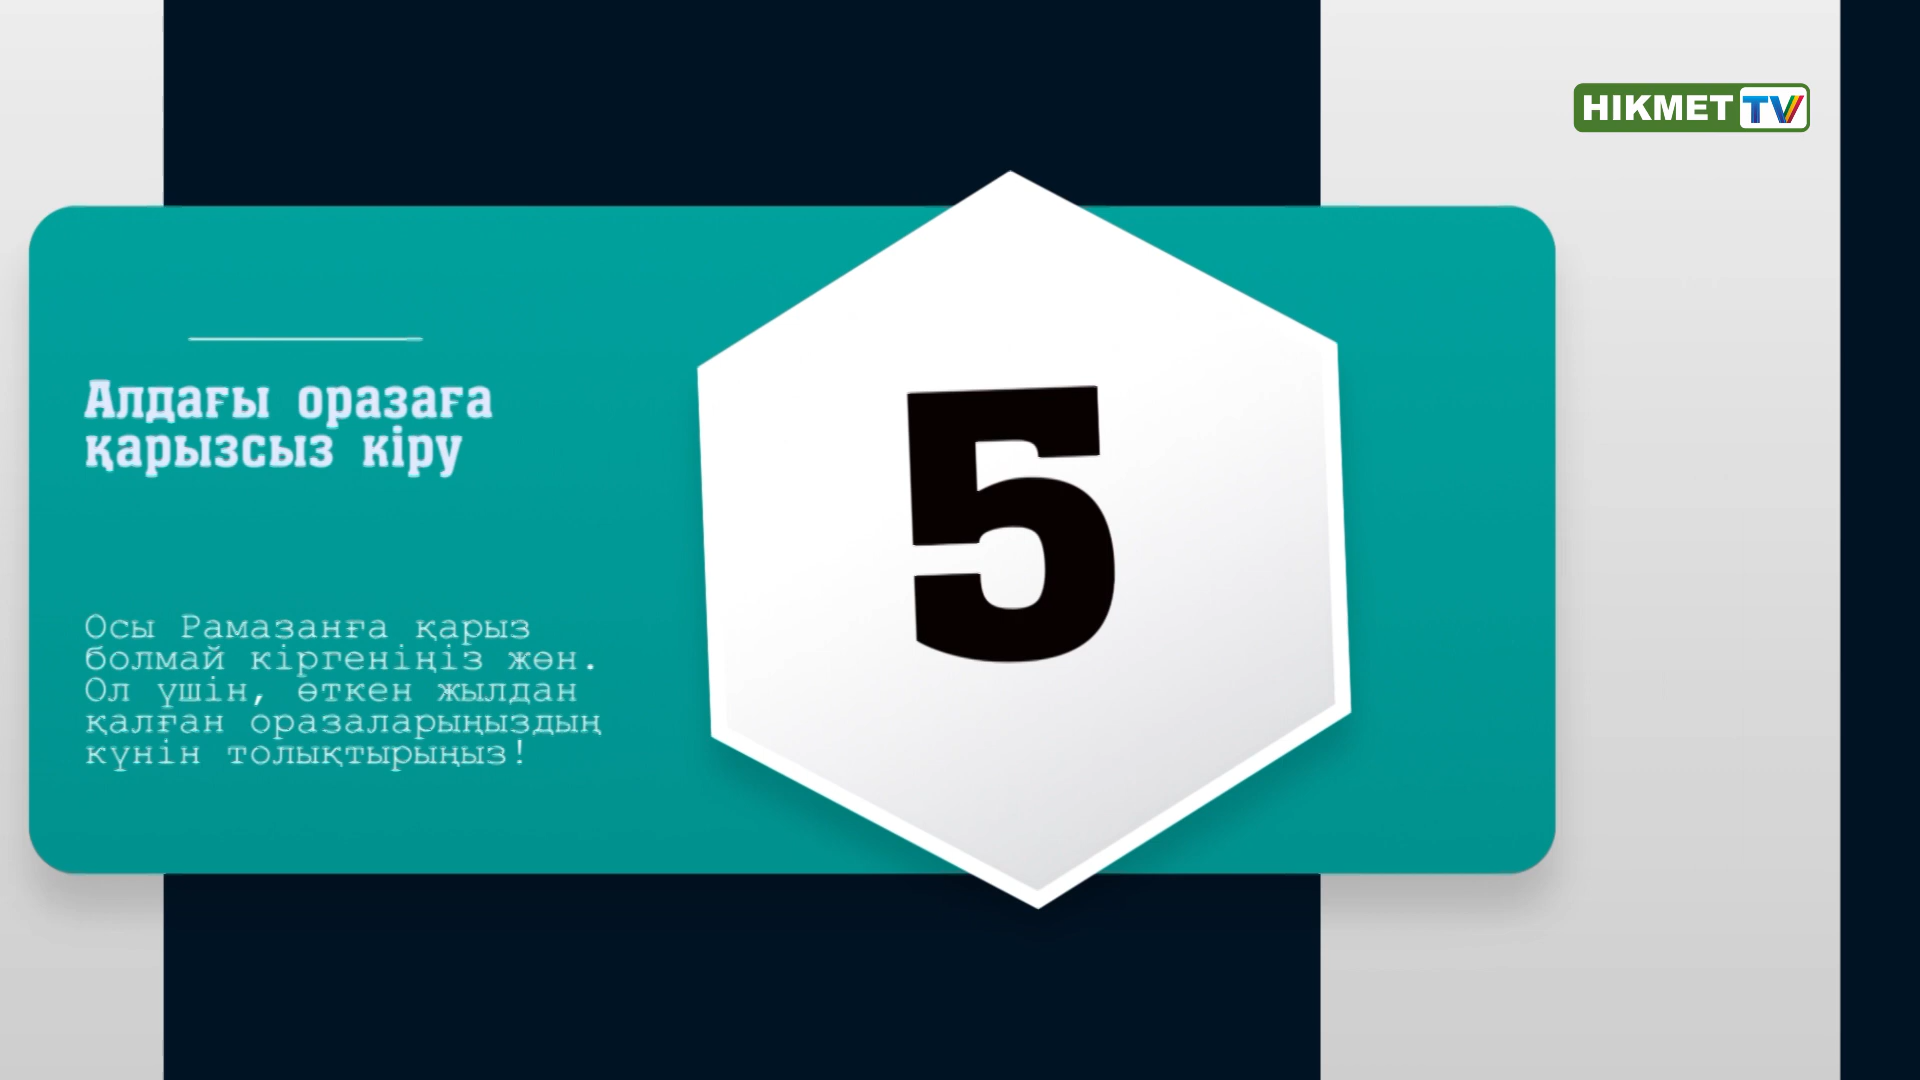 HIKMET TV
Алдағы оразаға
қарызсыз кіру
5
Осы Рамазанға қарыз
болмай кіргеніңіз жөн.
Ол үшін, өткен жылдан
қалған оразаларыңыздың
күнін толықтырыңыз!